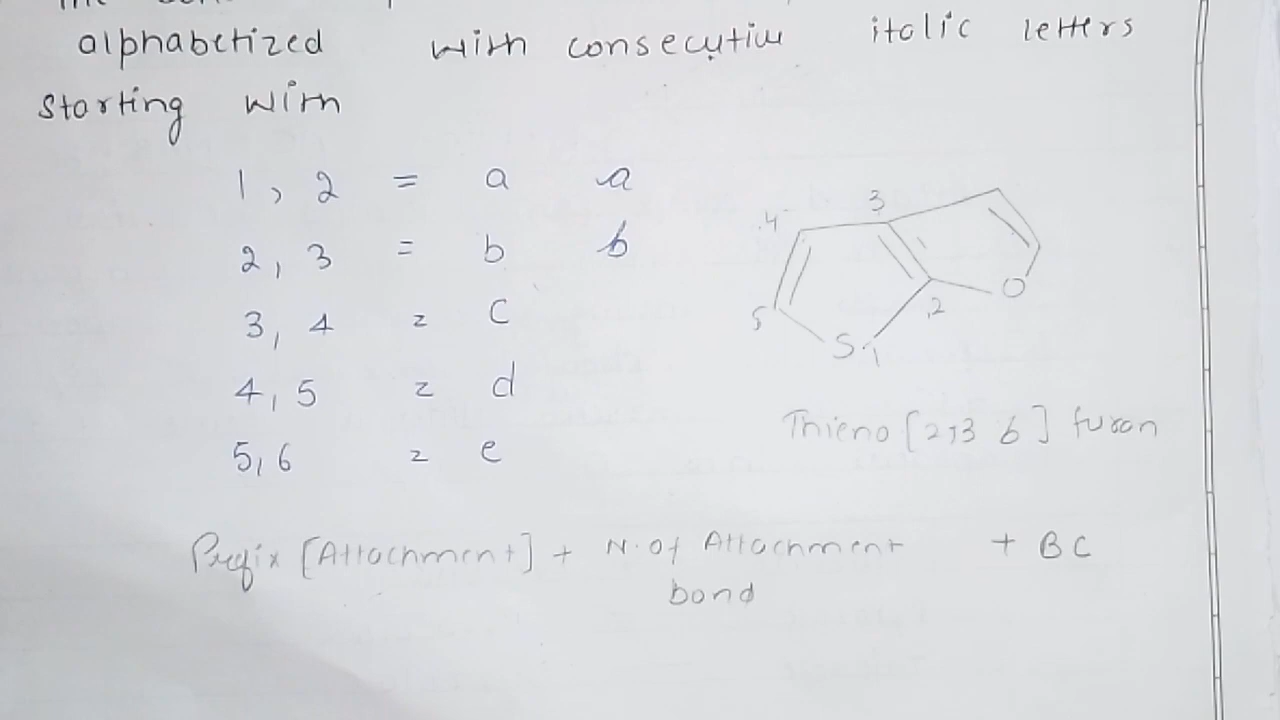 alphabetized with consecutive italic letters
starting with
1, 2 = a a
2, 3 = b b
3, 4 = c
4, 5 = d
5, 6 = e
3
4
5
S 1
2
O
Thieno [2,3 b] furan
Prefix [Attachment] + N. of Attachment + BC
bond